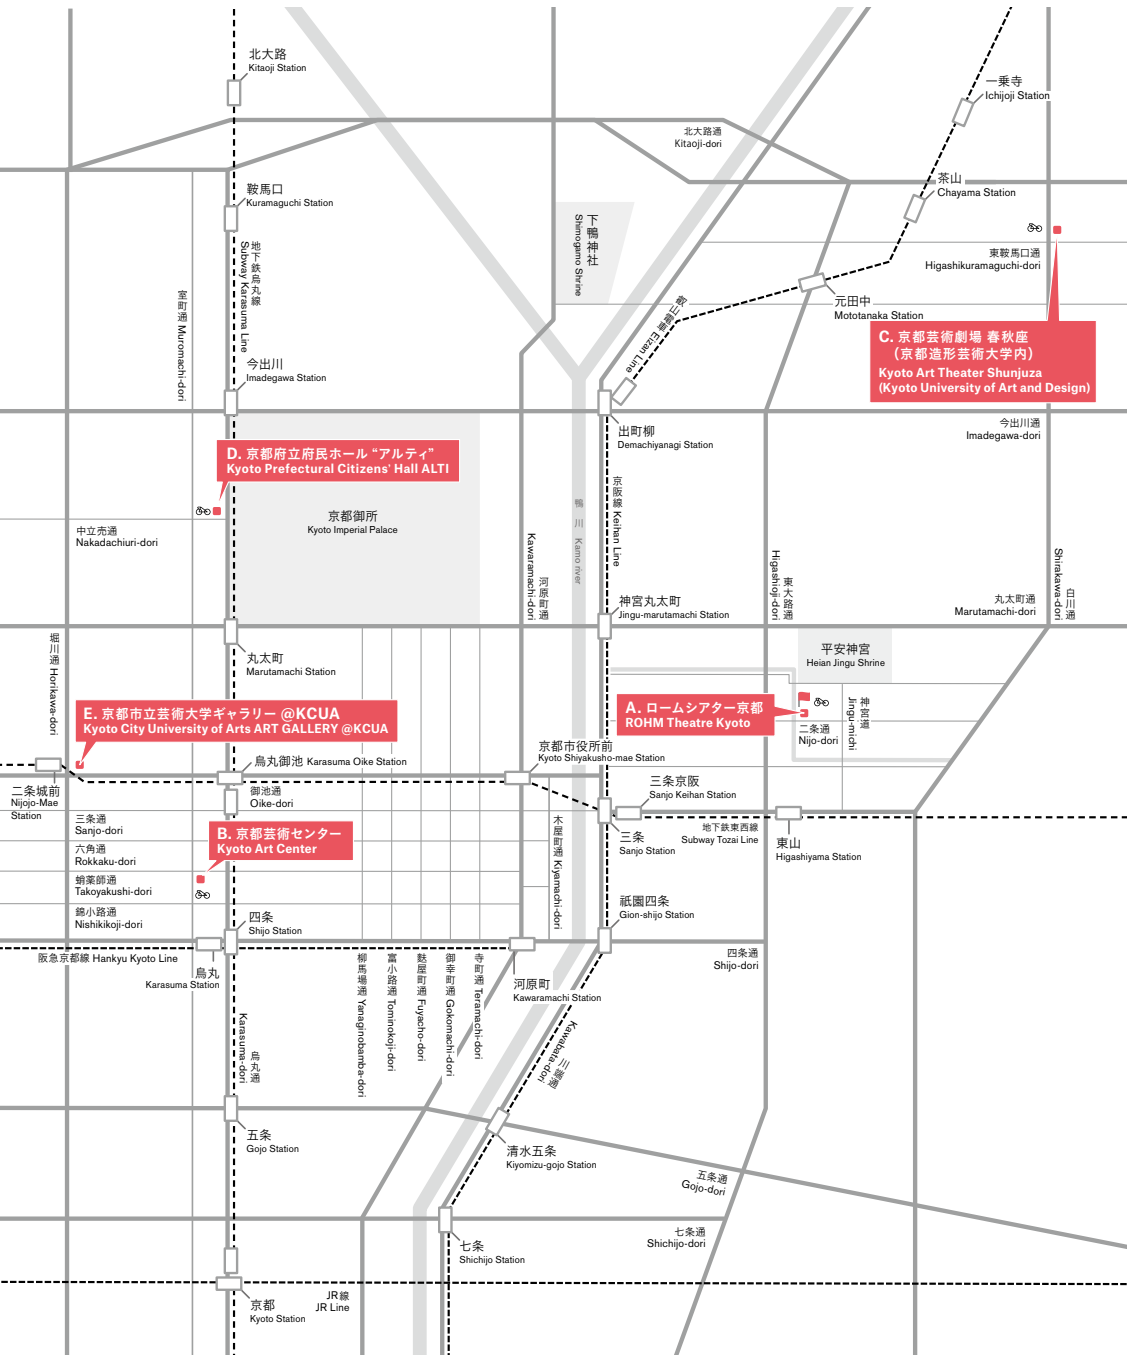 北大路
Kitaoji Station
一乗寺
Ichijoji Station
北大路通
Kitaoji-dori
茶山
Chayama Station
鞍馬口
Kuramaguchi Station
下鴨神社
Shimogamo Shrine
地下鉄烏丸線
Subway Karasuma Line
東鞍馬口通
Higashikuramaguchi-dori
室町通 Muromachi-dori
元田中
Mototanaka Station
叡山電車 Eizan Line
C. 京都芸術劇場 春秋座
（京都造形芸術大学内）
Kyoto Art Theater Shunjuza
(Kyoto University of Art and Design)
今出川
Imadegawa Station
出町柳
Demachiyanagi Station
今出川通
Imadegawa-dori
D. 京都府立府民ホール “アルティ”
Kyoto Prefectural Citizens' Hall ALTI
京都御所
Kyoto Imperial Palace
京阪線 Keihan Line
鴨川 Kamo river
中立売通
Nakadachiuri-dori
河原町通
Kawaramachi-dori
東大路通
Higashioji-dori
白川通
Shirakawa-dori
神宮丸太町
Jingu-marutamachi Station
丸太町通
Marutamachi-dori
堀川通 Horikawa-dori
丸太町
Marutamachi Station
平安神宮
Heian Jingu Shrine
E. 京都市立芸術大学ギャラリー @KCUA
Kyoto City University of Arts ART GALLERY @KCUA
A. ロームシアター京都
ROHM Theatre Kyoto
二条通
Nijo-dori
神宮道
Jingu-michi
京都市役所前
Kyoto Shiyakusho-mae Station
烏丸御池 Karasuma Oike Station
二条城前
Nijojo-Mae
Station
御池通
Oike-dori
三条京阪
Sanjo Keihan Station
三条通
Sanjo-dori
B. 京都芸術センター
Kyoto Art Center
木屋町通 Kiyamachi-dori
三条
Sanjo Station
地下鉄東西線
Subway Tozai Line
東山
Higashiyama Station
六角通
Rokkaku-dori
蛸薬師通
Takoyakushi-dori
錦小路通
Nishikikoji-dori
四条
Shijo Station
祇園四条
Gion-shijo Station
阪急京都線 Hankyu Kyoto Line
烏丸
Karasuma Station
四条通
Shijo-dori
河原町
Kawaramachi Station
柳馬場通 Yanaginobamba-dori
富小路通 Tominokoji-dori
麩屋町通 Fuyacho-dori
御幸町通 Gokomachi-dori
寺町通 Teramachi-dori
川端通
Kawabata-dori
烏丸通
Karasuma-dori
五条
Gojo Station
清水五条
Kiyomizu-gojo Station
五条通
Gojo-dori
七条
Shichijo Station
七条通
Shichijo-dori
JR線
JR Line
京都
Kyoto Station